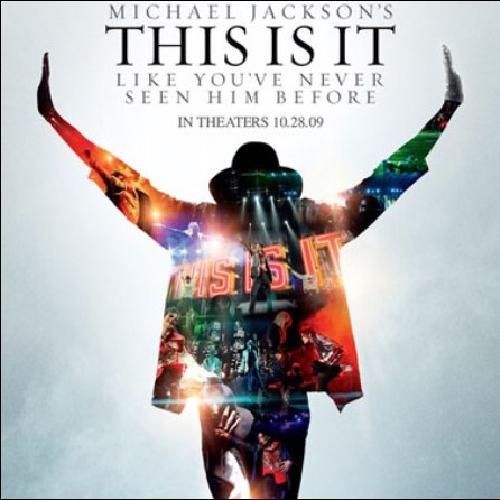 MICHAEL JACKSON'S
THIS IS IT
LIKE YOU'VE NEVER
SEEN HIM BEFORE
IN THEATERS 10.28.09
THIS IS IT